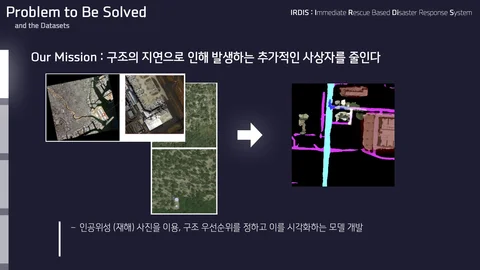 Problem to Be Solved
and the Datasets
IRDIS : Immediate Rescue Based DIsaster Response System
Our Mission : 구조의 지연으로 인해 발생하는 추가적인 사상자를 줄인다
– 인공위성 (재해) 사진을 이용, 구조 우선순위를 정하고 이를 시각화하는 모델 개발